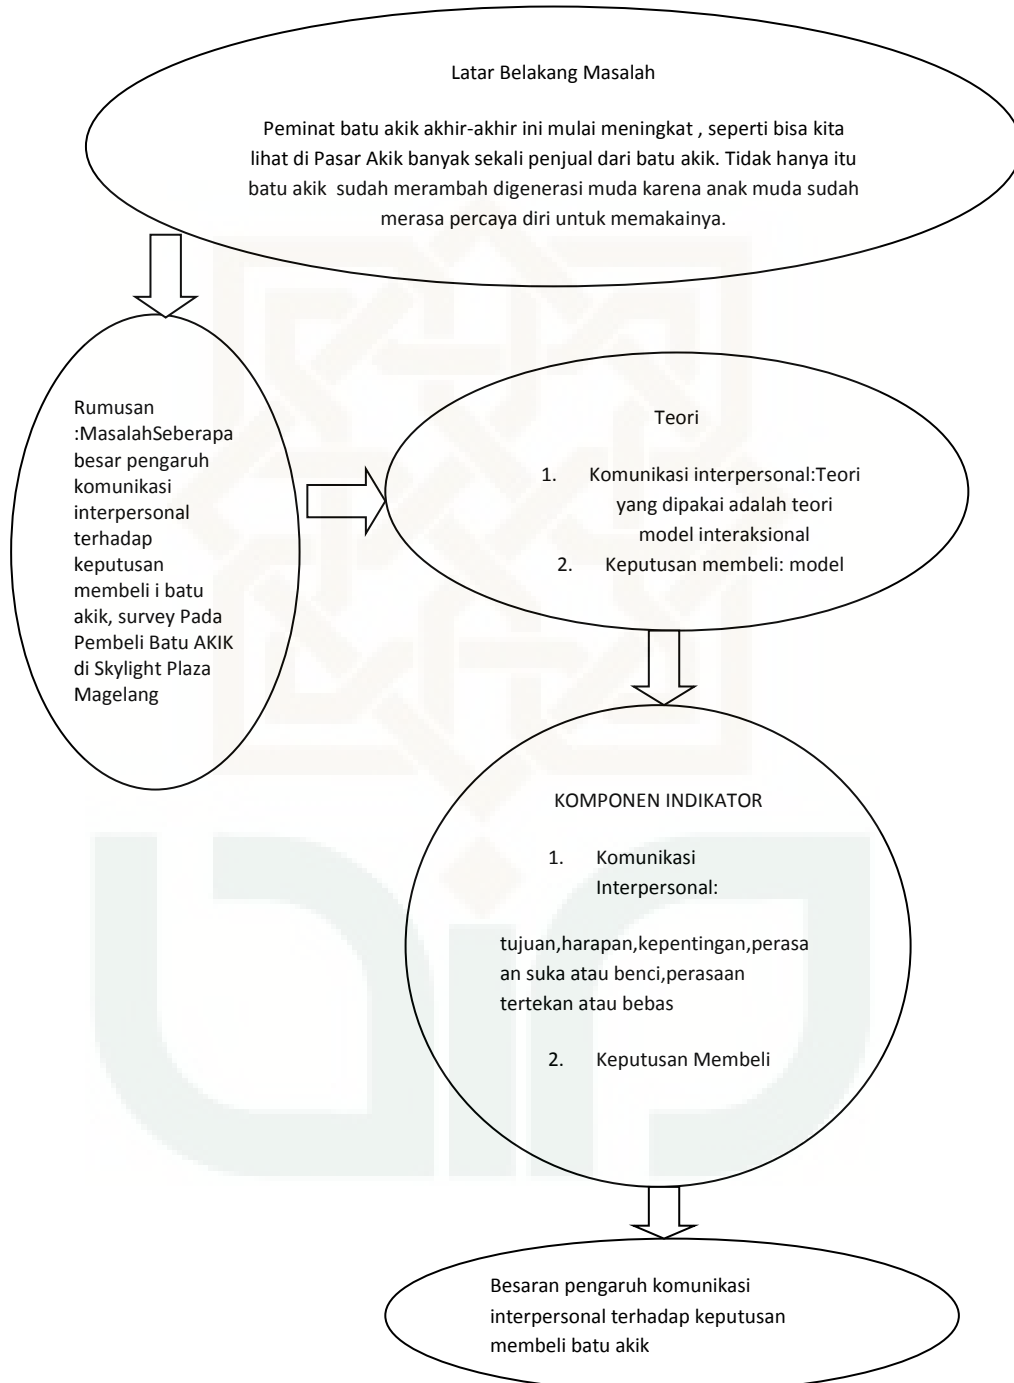 Latar Belakang Masalah
Peminat batu akik akhir-akhir ini mulai meningkat , seperti bisa kita
lihat di Pasar Akik banyak sekali penjual dari batu akik. Tidak hanya itu
batu akik sudah merambah digenerasi muda karena anak muda sudah
merasa percaya diri untuk memakainya.
Rumusan
:MasalahSeberapa
besar pengaruh
komunikasi
interpersonal
terhadap
keputusan
membeli i batu
akik, survey Pada
Pembeli Batu AKIK
di Skylight Plaza
Magelang
Teori
1. Komunikasi interpersonal:Teori
yang dipakai adalah teori
model interaksional
2. Keputusan membeli: model
KOMPONEN INDIKATOR
1. Komunikasi
Interpersonal:
tujuan,harapan,kepentingan,perasa
an suka atau benci,perasaan
tertekan atau bebas
2. Keputusan Membeli
Besaran pengaruh komunikasi
interpersonal terhadap keputusan
membeli batu akik